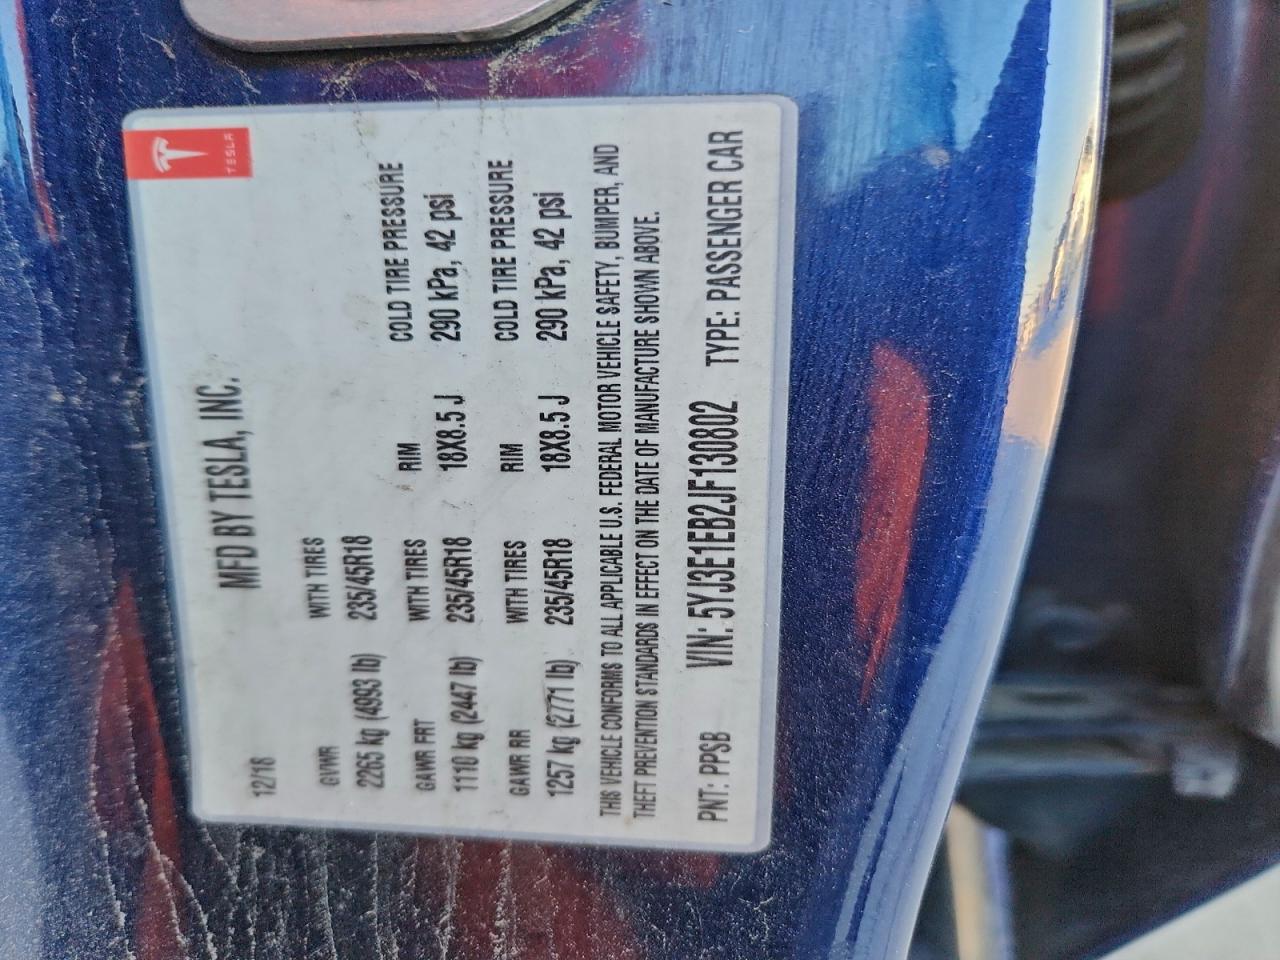 TESLA
12/18 MFD BY TESLA, INC.
GVWR WITH TIRES
2265 kg (4993 lb) 235/45R18
GAWR FRT WITH TIRES RIM COLD TIRE PRESSURE
1110 kg (2447 lb) 235/45R18 18X8.5 J 290 kPa, 42 psi
GAWR RR WITH TIRES RIM COLD TIRE PRESSURE
1257 kg (2771 lb) 235/45R18 18X8.5 J 290 kPa, 42 psi
THIS VEHICLE CONFORMS TO ALL APPLICABLE U.S. FEDERAL MOTOR VEHICLE SAFETY, BUMPER, AND
THEFT PREVENTION STANDARDS IN EFFECT ON THE DATE OF MANUFACTURE SHOWN ABOVE.
PNT: PPSB VIN: 5YJ3E1EB2JF130802 TYPE: PASSENGER CAR